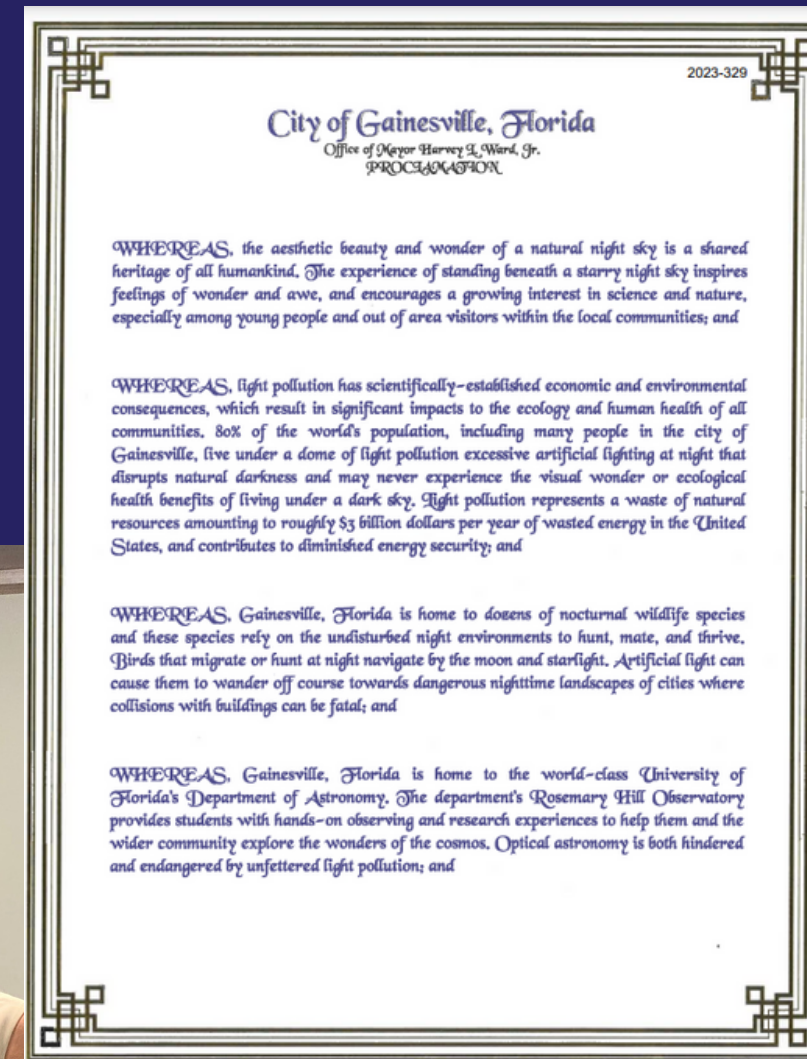 2023-329
City of Gainesville, Florida
Office of Mayor Harvey L. Ward, Jr.
PROCLAMATION
WHEREAS, the aesthetic beauty and wonder of a natural night sky is a shared
heritage of all humankind. The experience of standing beneath a starry night sky inspires
feelings of wonder and awe, and encourages a growing interest in science and nature,
especially among young people and out of area visitors within the local communities; and
WHEREAS, light pollution has scientifically-established economic and environmental
consequences, which result in significant impacts to the ecology and human health of all
communities. 80% of the world's population, including many people in the city of
Gainesville, live under a dome of light pollution excessive artificial lighting at night that
disrupts natural darkness and may never experience the visual wonder or ecological
health benefits of living under a dark sky. Light pollution represents a waste of natural
resources amounting to roughly $3 billion dollars per year of wasted energy in the United
States, and contributes to diminished energy security; and
WHEREAS, Gainesville, Florida is home to dozens of nocturnal wildlife species
and these species rely on the undisturbed night environments to hunt, mate, and thrive.
Birds that migrate or hunt at night navigate by the moon and starlight. Artificial light can
cause them to wander off course towards dangerous nighttime landscapes of cities where
collisions with buildings can be fatal; and
WHEREAS, Gainesville, Florida is home to the world-class University of
Florida's Department of Astronomy. The department's Rosemary Hill Observatory
provides students with hands-on observing and research experiences to help them and the
wider community explore the wonders of the cosmos. Optical astronomy is both hindered
and endangered by unfettered light pollution; and